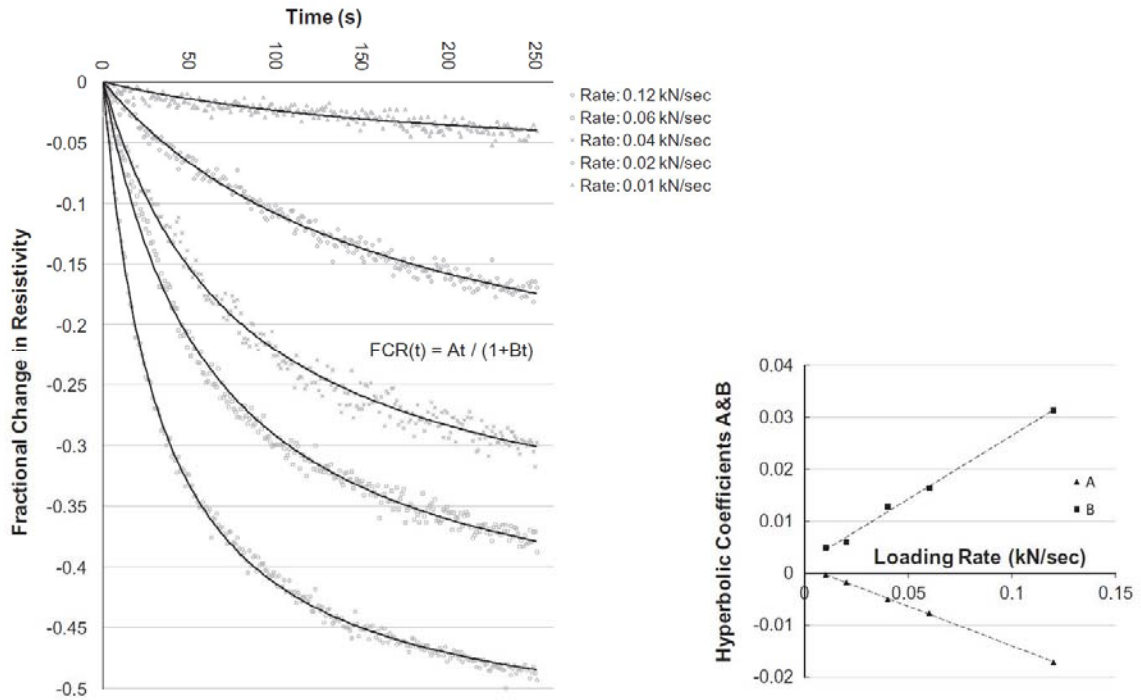 Time (s)
0
50
100
150
200
250
0
-0.05
-0.1
-0.15
-0.2
-0.25
-0.3
-0.35
-0.4
-0.45
-0.5
Fractional Change in Resistivity
Rate: 0.12 kN/sec
Rate: 0.06 kN/sec
Rate: 0.04 kN/sec
Rate: 0.02 kN/sec
Rate: 0.01 kN/sec
FCR(t) = At / (1+Bt)
Hyperbolic Coefficients A&B
0.04
0.03
0.02
0.01
0
-0.01
-0.02
A
B
Loading Rate (kN/sec)
0
0.05
0.1
0.15